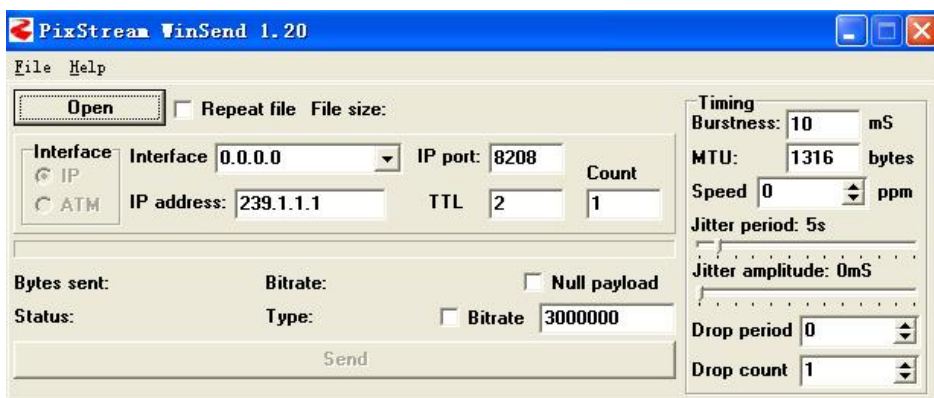 PixStream WinSend 1.20
File Help
Open Repeat file File size:
Interface
IP
ATM
Interface 0.0.0.0 IP port: 8208
Count
IP address: 239.1.1.1 TTL 2 1
Bytes sent: Bitrate: Null payload
Status: Type: Bitrate 3000000
Send
Timing
Burstness: 10 mS
MTU: 1316 bytes
Speed 0 ppm
Jitter period: 5s
Jitter amplitude: 0mS
Drop period 0
Drop count 1